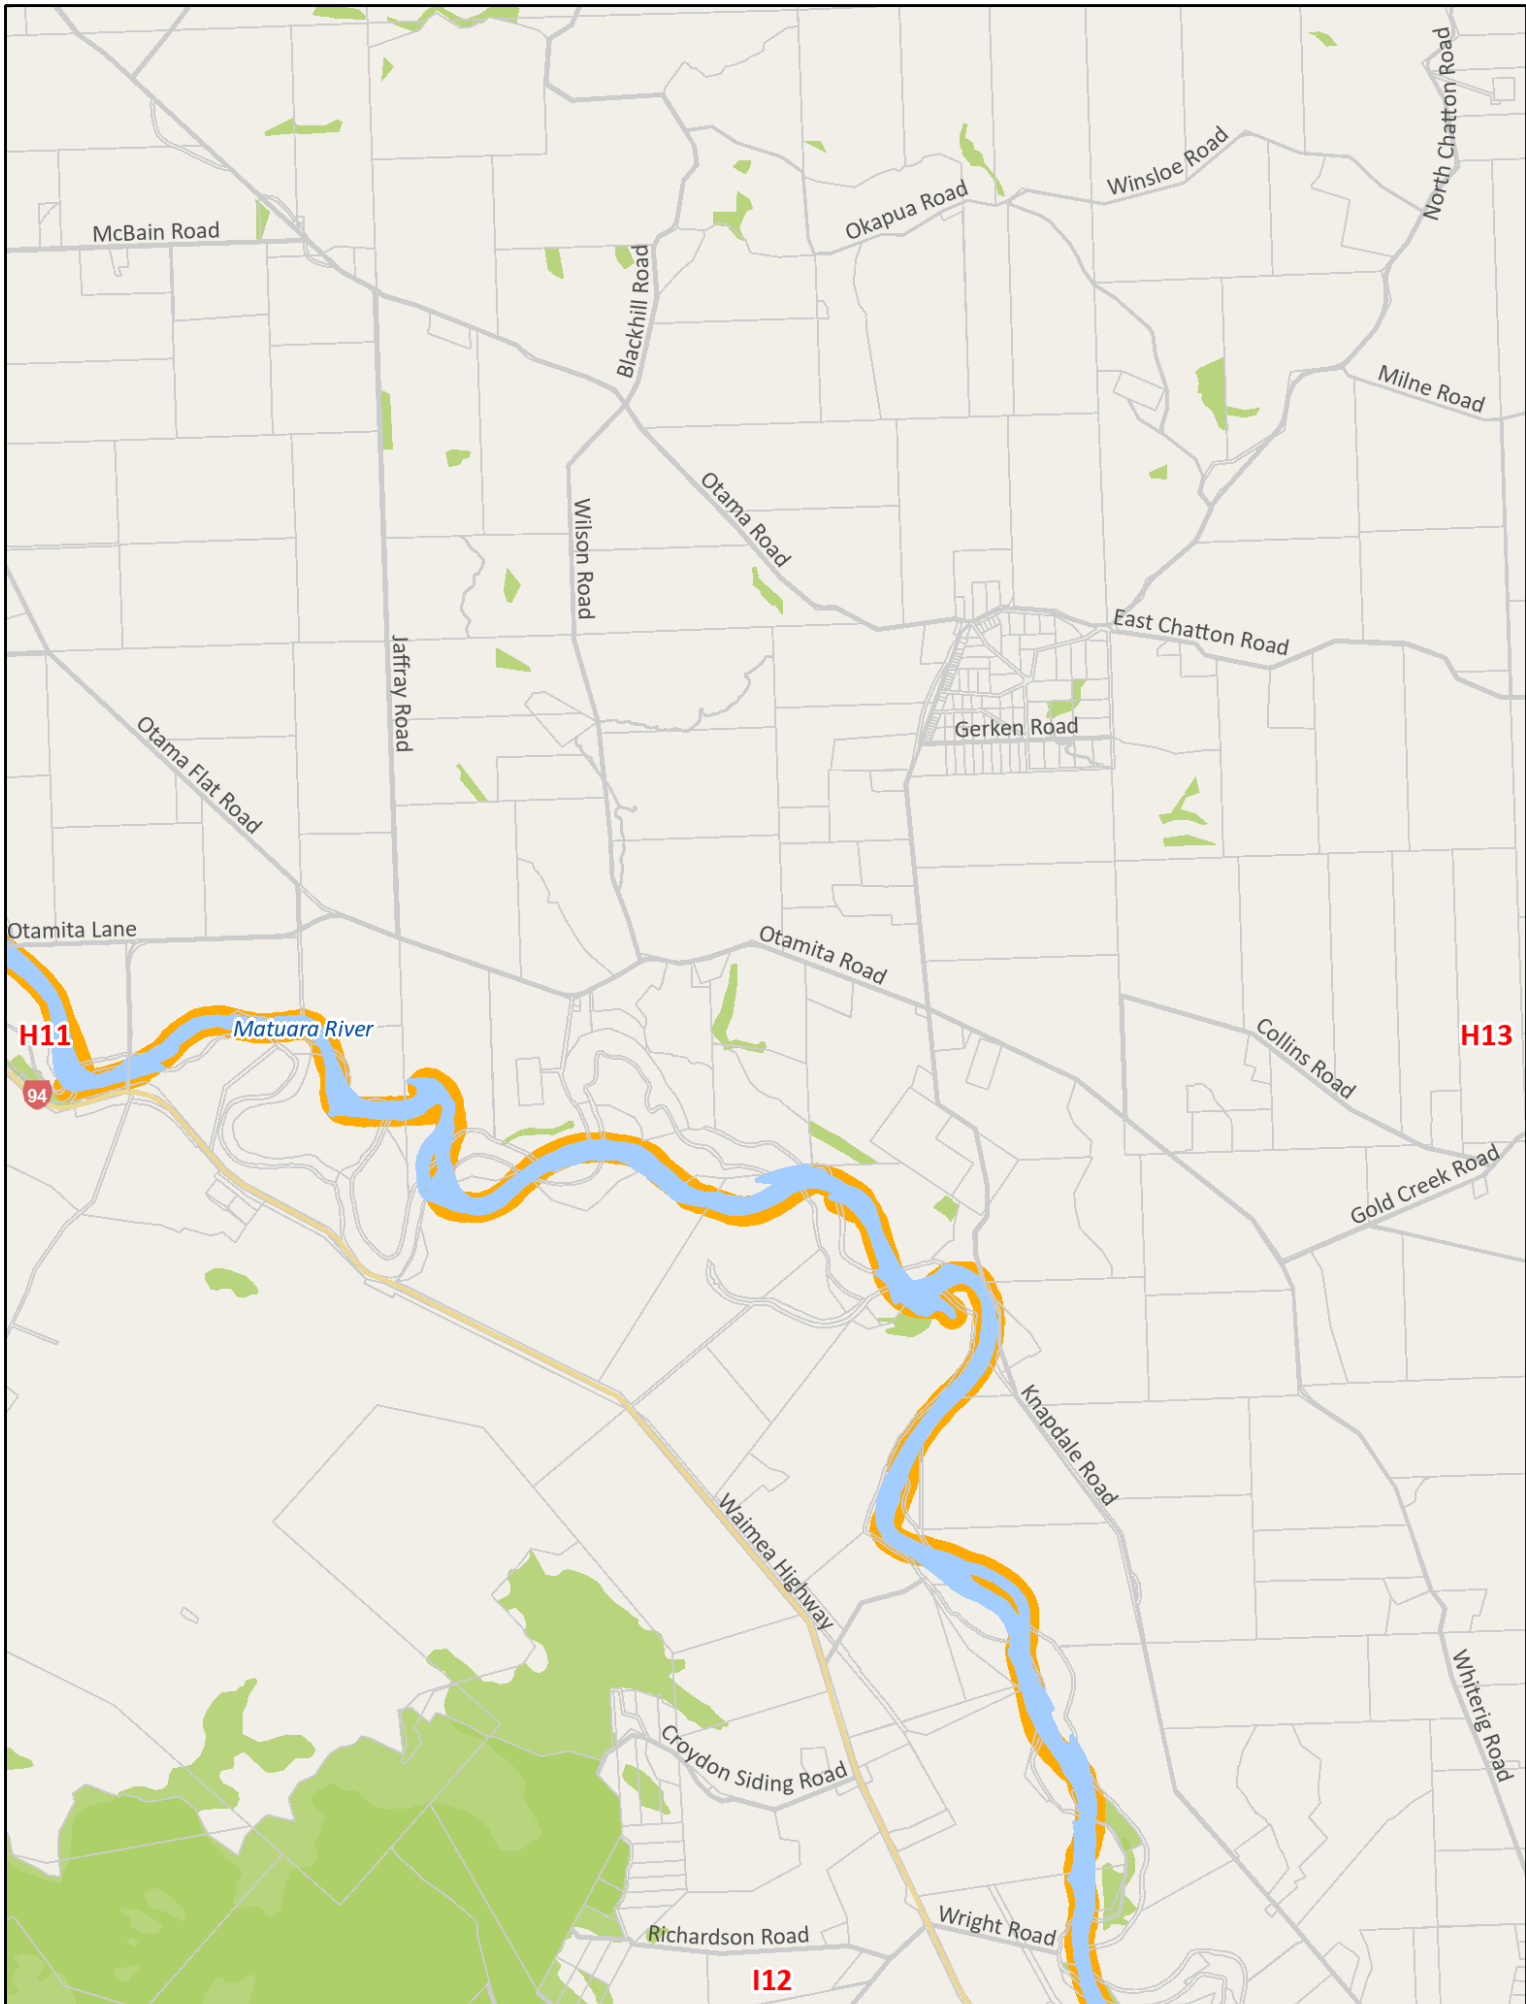 North Chatton Road
Winsloe Road
Okapua Road
McBain Road
Blackhill Road
Milne Road
Otama Road
Wilson Road
East Chatton Road
Jaffray Road
Gerken Road
Otama Flat Road
Otamita Lane
Otamita Road
Matuara River
H11
H13
Collins Road
94
Gold Creek Road
Knapdale Road
Waimea Highway
Whiterig Road
Croydon Siding Road
Wright Road
Richardson Road
I12